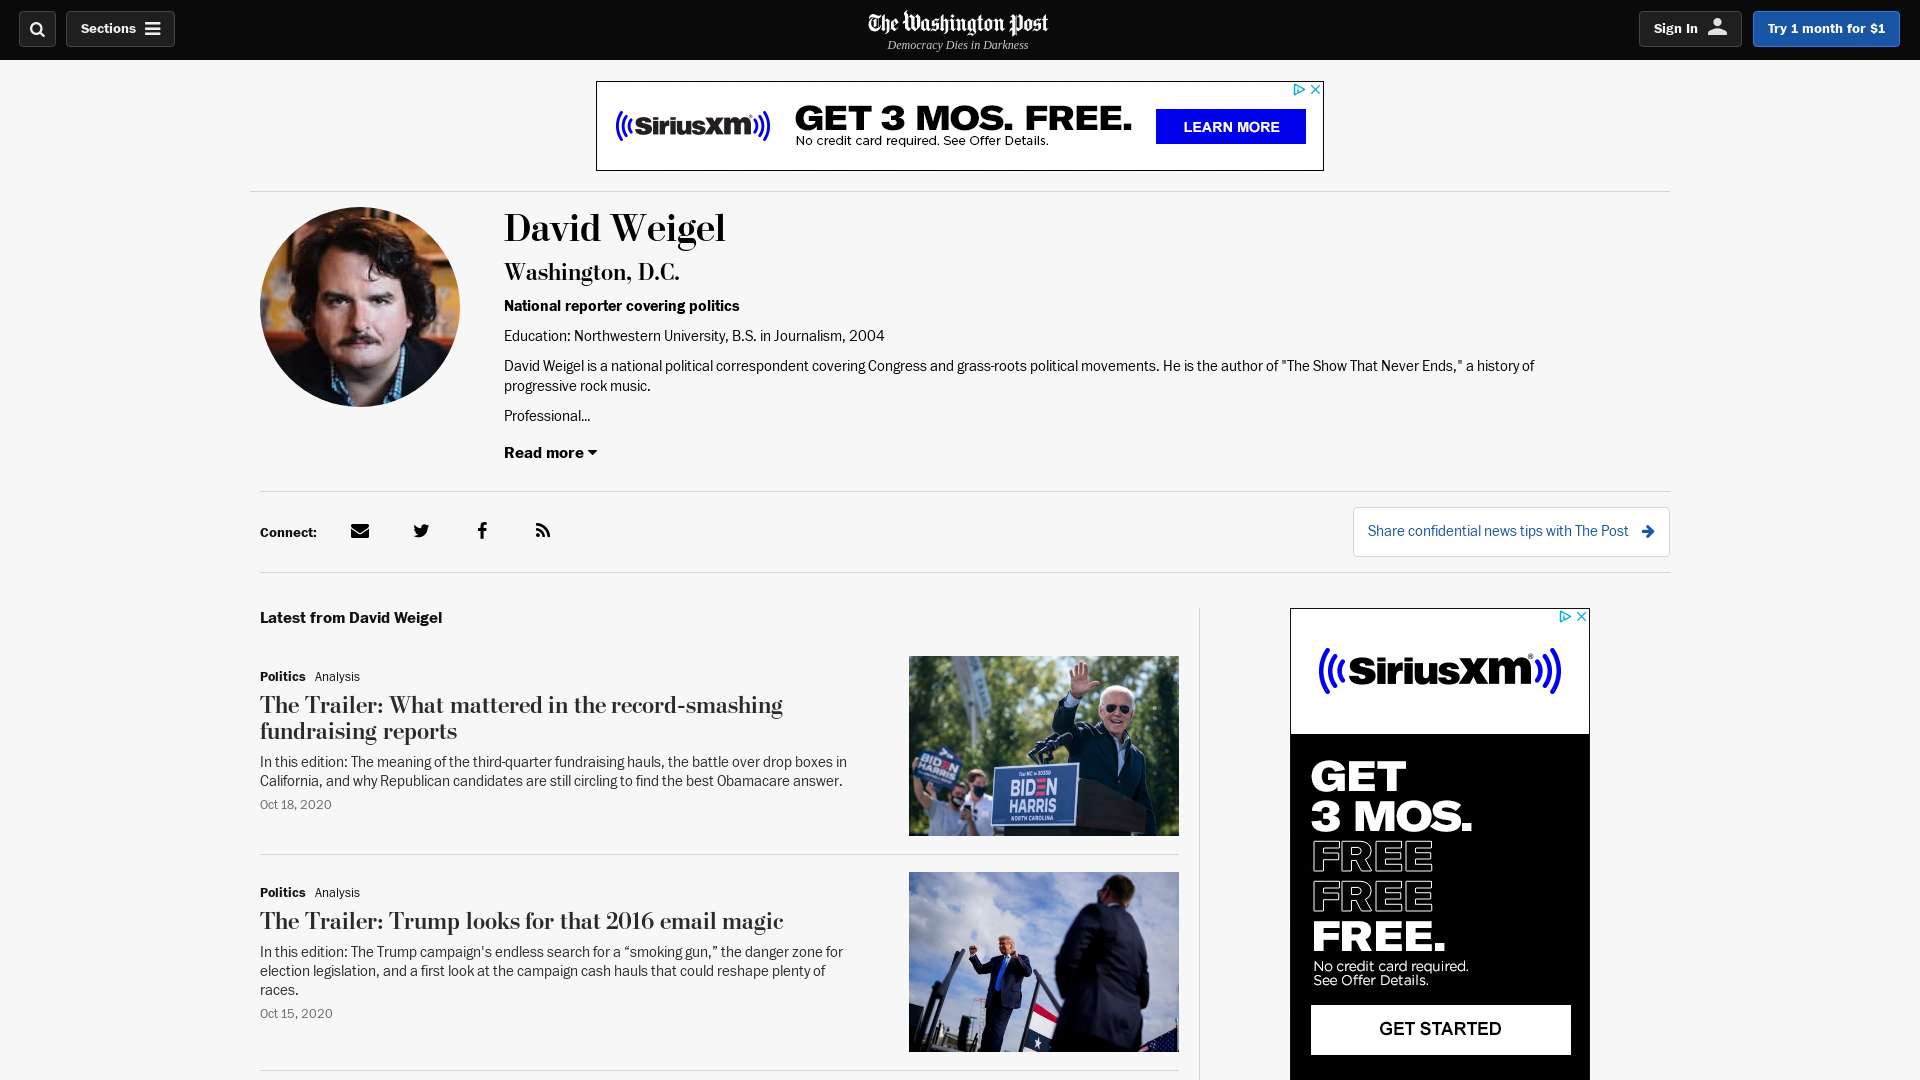 Sections
The Washington Post
Democracy Dies in Darkness
Sign In
Try 1 month for $1
SiriusXm
GET 3 MOS. FREE.
No credit card required. See Offer Details.
LEARN MORE
David Weigel
Washington, D.C.
National reporter covering politics
Education: Northwestern University, B.S. in Journalism, 2004
David Weigel is a national political correspondent covering Congress and grass-roots political movements. He is the author of "The Show That Never Ends," a history of
progressive rock music.
Professional...
Read more
Connect:
Share confidential news tips with The Post
Latest from David Weigel
Politics Analysis
The Trailer: What mattered in the record-smashing
fundraising reports
In this edition: The meaning of the third-quarter fundraising hauls, the battle over drop boxes in
California, and why Republican candidates are still circling to find the best Obamacare answer.
Oct 18, 2020
BIDEN
HARRIS
Text NC to 30330
BIDEN
HARRIS
NORTH CAROLINA
Politics Analysis
The Trailer: Trump looks for that 2016 email magic
In this edition: The Trump campaign's endless search for a “smoking gun,” the danger zone for
election legislation, and a first look at the campaign cash hauls that could reshape plenty of
races.
Oct 15, 2020
SiriusXm®
GET
3 MOS.
FREE
FREE
FREE.
No credit card required.
See Offer Details.
GET STARTED